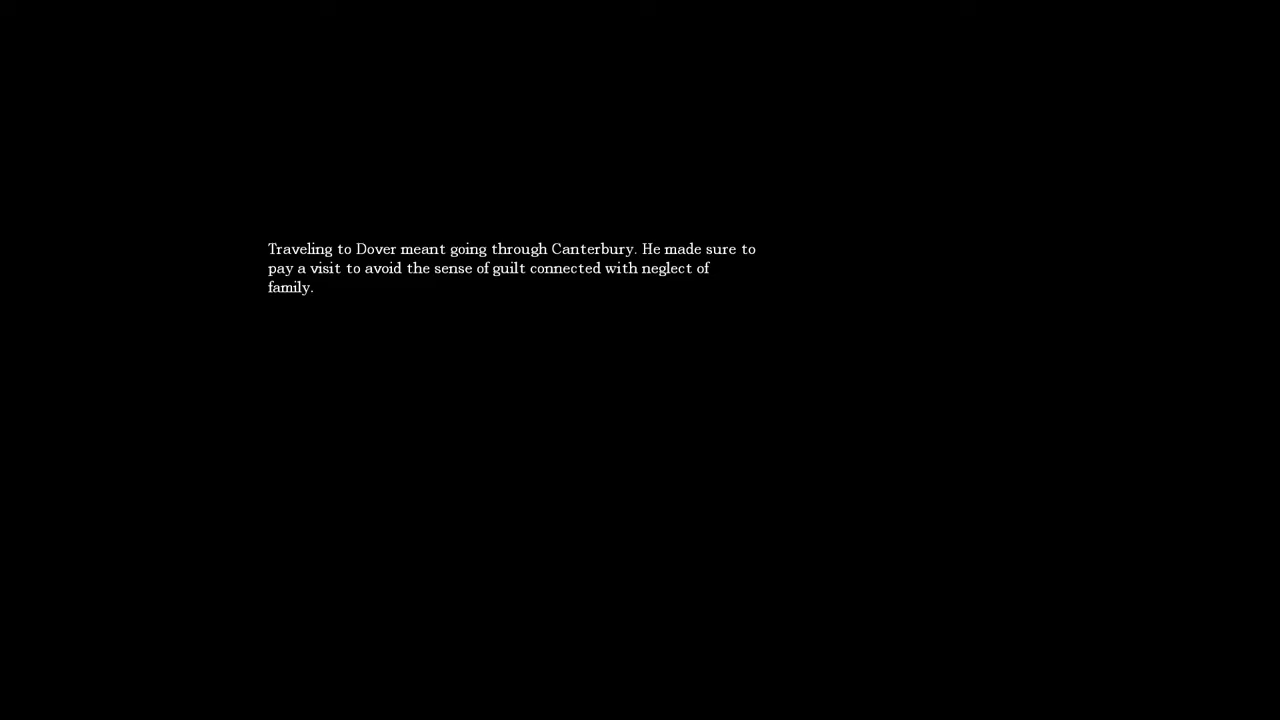 Traveling to Dover meant going through Canterbury. He made sure to
pay a visit to avoid the sense of guilt connected with neglect of
family.